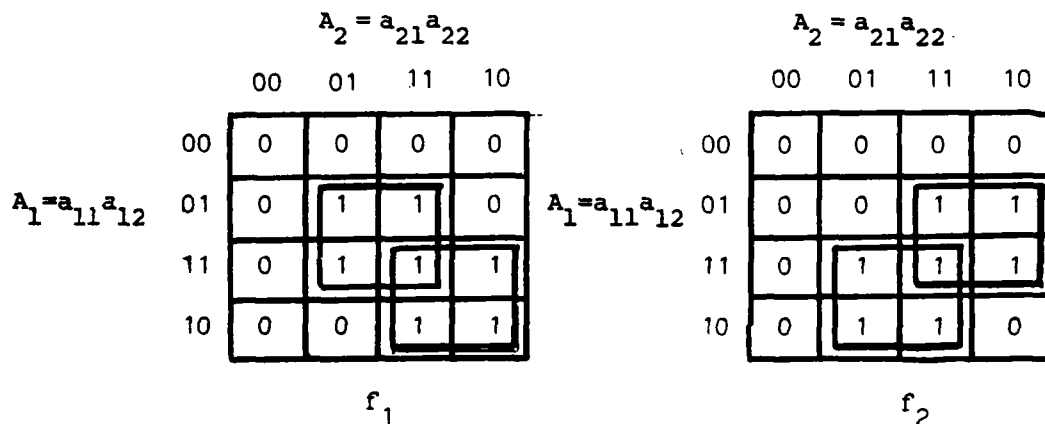 A₂ = a₂₁a₂₂
00 01 11 10
00 0 0 0 0
A₁=a₁₁a₁₂ 01 0 1 1 0
11 0 1 1 1
10 0 0 1 1
f₁
A₂ = a₂₁a₂₂
00 01 11 10
00 0 0 0 0
A₁=a₁₁a₁₂ 01 0 0 1 1
11 0 1 1 1
10 0 1 1 0
f₂